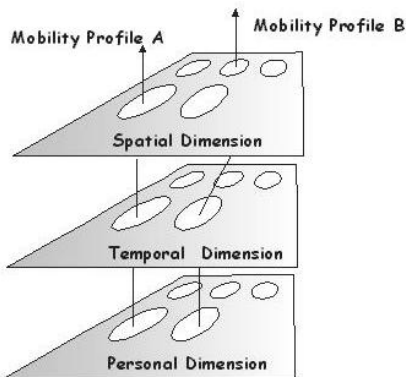 Mobility Profile A
Mobility Profile B
Spatial Dimension
Temporal Dimension
Personal Dimension